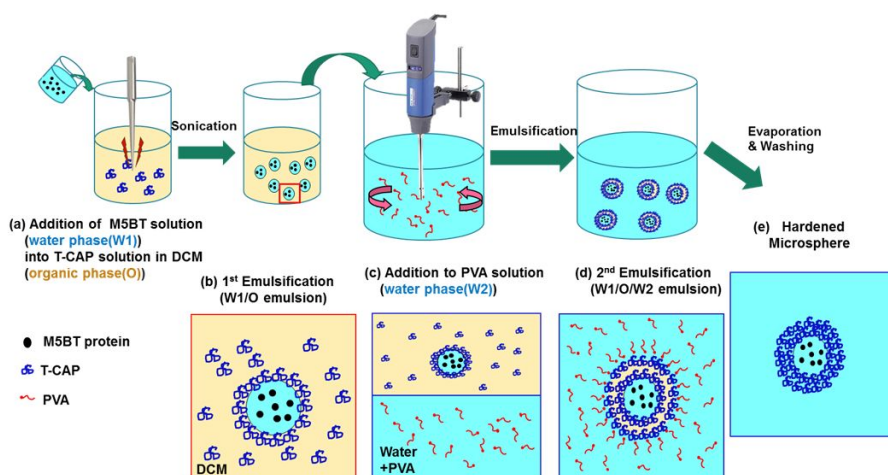 Sonication
Emulsification
Evaporation
& Washing
(a) Addition of M5BT solution
(water phase(W1))
into T-CAP solution in DCM
(organic phase(O))
(b) 1st Emulsification
(W1/O emulsion)
(c) Addition to PVA solution
(water phase(W2))
(d) 2nd Emulsification
(W1/O/W2 emulsion)
(e) Hardened
Microsphere
M5BT protein
T-CAP
PVA
DCM
Water
+PVA